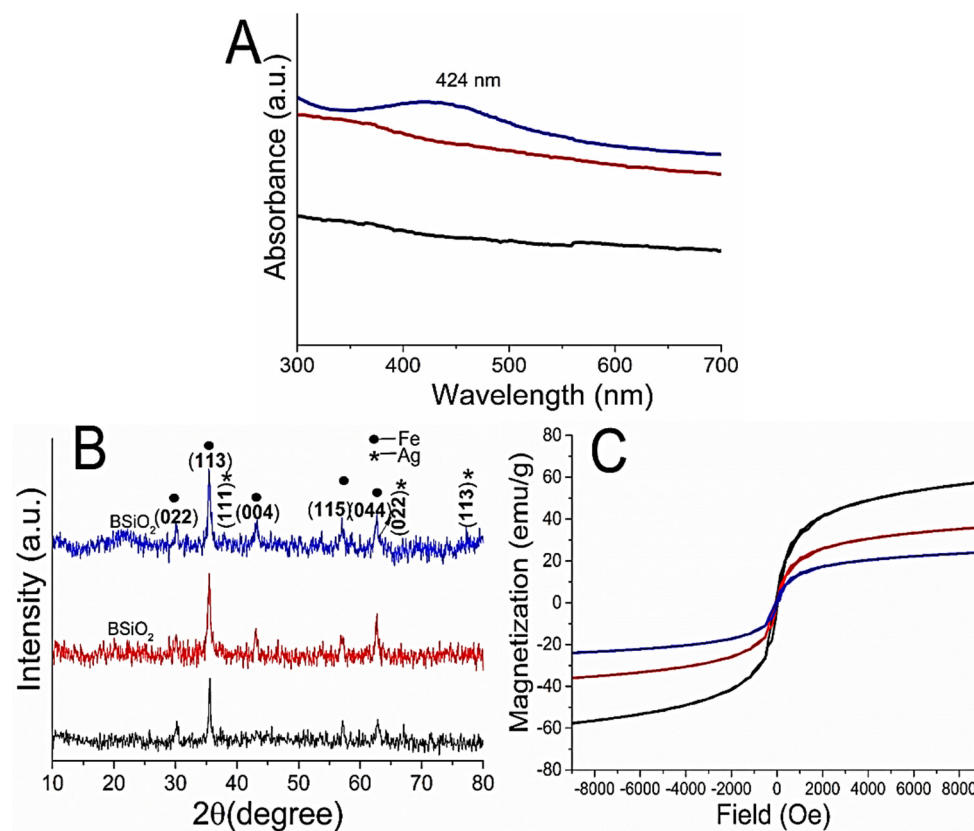 A
424 nm
Absorbance (a.u.)
300 400 500 600 700
Wavelength (nm)
B
●—Fe
*—Ag
(113)
(111)*
(022)
(004)
(115)
(044)
(022)*
(113)*
BSiO₂
BSiO₂
Intensity (a.u.)
10 20 30 40 50 60 70 80
2θ(degree)
C
80
60
40
20
0
-20
-40
-60
-80
Magnetization (emu/g)
-8000 -6000 -4000 -2000 0 2000 4000 6000 8000
Field (Oe)